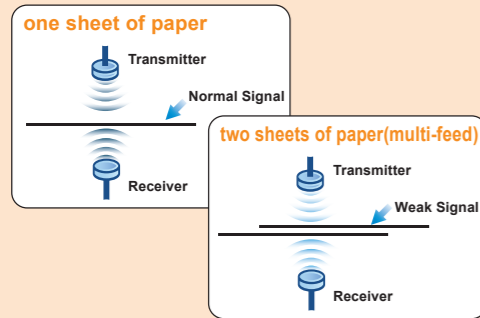 one sheet of paper
Transmitter
Normal Signal
Receiver
two sheets of paper(multi-feed)
Transmitter
Weak Signal
Receiver